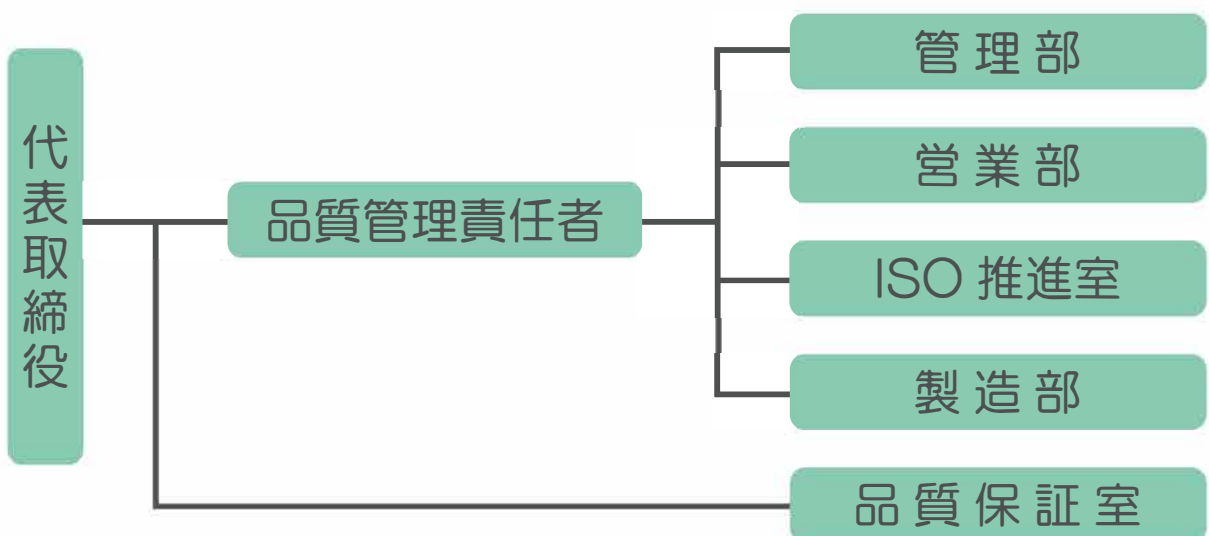 代表取締役
品質管理責任者
管理部
営業部
ISO 推進室
製造部
品質保証室